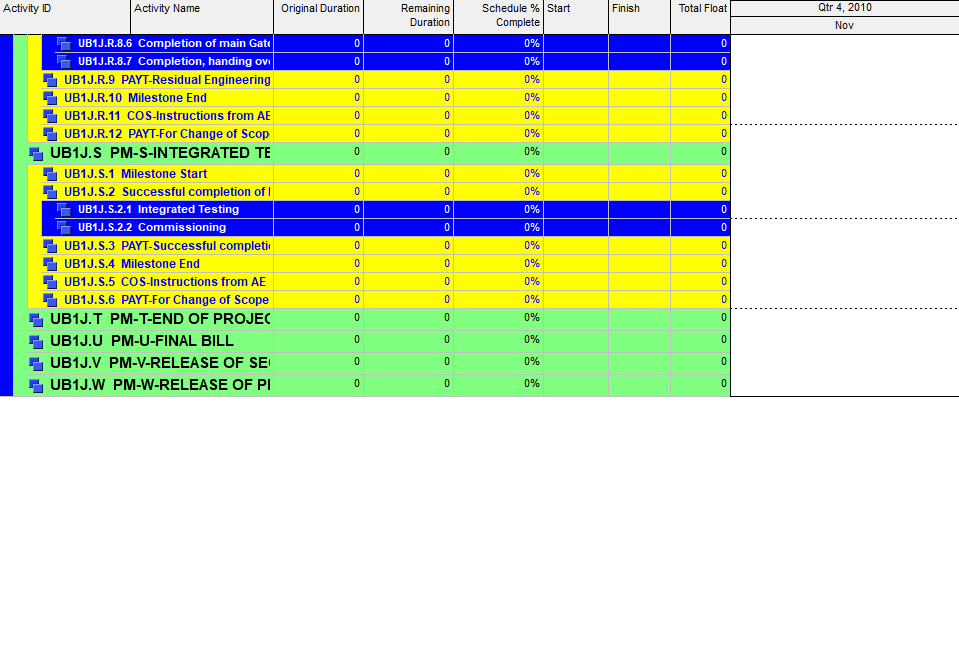 Activity ID Activity Name Original Duration Remaining Duration Schedule % Complete Start Finish Total Float Qtr 4, 2010
Nov
UB1J.R.8.6 Completion of main Gate 0 0 0% 0
UB1J.R.8.7 Completion, handing ove 0 0 0% 0
UB1J.R.9 PAYT-Residual Engineering 0 0 0% 0
UB1J.R.10 Milestone End 0 0 0% 0
UB1J.R.11 COS-Instructions from AE 0 0 0% 0
UB1J.R.12 PAYT-For Change of Scop 0 0 0% 0
UB1J.S PM-S-INTEGRATED TE 0 0 0% 0
UB1J.S.1 Milestone Start 0 0 0% 0
UB1J.S.2 Successful completion of 0 0 0% 0
UB1J.S.2.1 Integrated Testing 0 0 0% 0
UB1J.S.2.2 Commissioning 0 0 0% 0
UB1J.S.3 PAYT-Successful completi 0 0 0% 0
UB1J.S.4 Milestone End 0 0 0% 0
UB1J.S.5 COS-Instructions from AE 0 0 0% 0
UB1J.S.6 PAYT-For Change of Scope 0 0 0% 0
UB1J.T PM-T-END OF PROJEC 0 0 0% 0
UB1J.U PM-U-FINAL BILL 0 0 0% 0
UB1J.V PM-V-RELEASE OF SE 0 0 0% 0
UB1J.W PM-W-RELEASE OF 0 0 0% 0